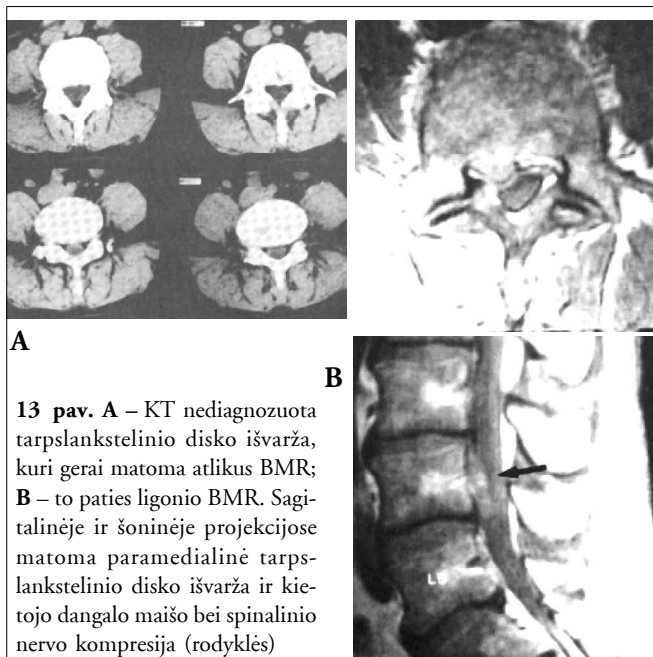 A
B
13 pav. A – KT nediagnozuota
tarpslankstelinio disko išvarža,
kuri gerai matoma atlikus BMR;
B – to paties ligonio BMR. Sagi-
talinėje ir šoninėje projekcijose
matoma paramedialinė tarps-
lankstelinio disko išvarža ir kie-
tojo dangalo maišo bei spinalinio
nervo kompresija (rodyklės)